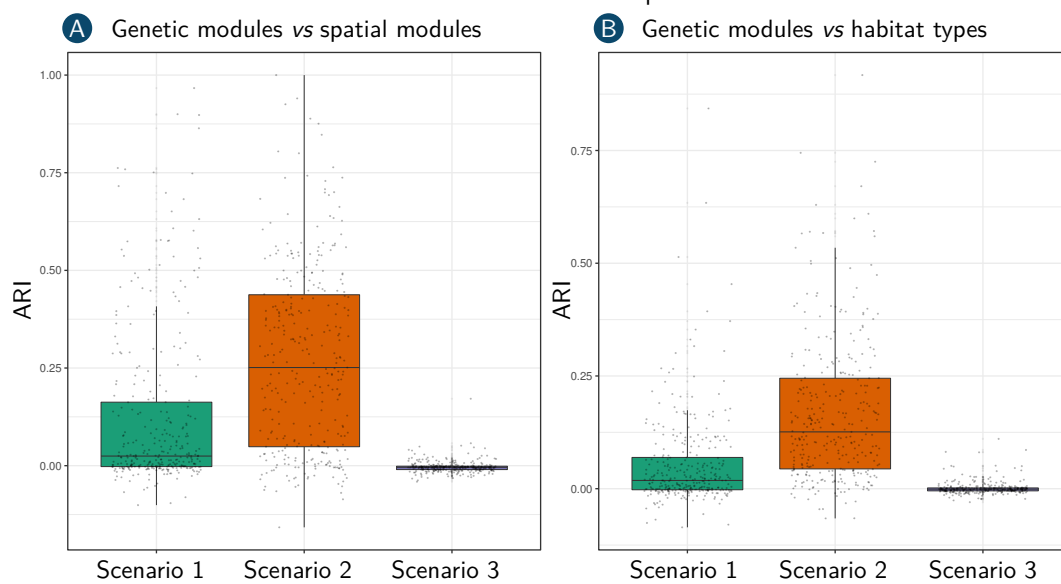 A Genetic modules vs spatial modules
1.00
0.75
0.50
0.25
0.00
ARI
Scenario 1 Scenario 2 Scenario 3
B Genetic modules vs habitat types
0.75
0.50
0.25
0.00
ARI
Scenario 1 Scenario 2 Scenario 3